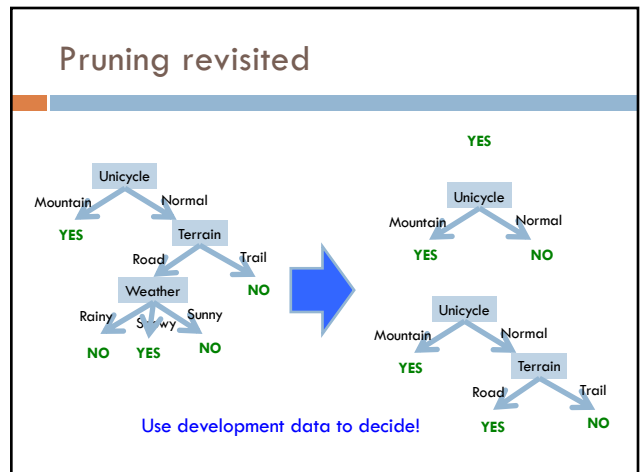 Pruning revisited
Unicycle
Mountain Normal
YES
Terrain
Road Trail
Weather
NO
Rainy Snowy Sunny
NO YES NO
YES
Unicycle
Mountain Normal
YES NO
Unicycle
Mountain Normal
YES
Terrain
Road Trail
YES NO
Use development data to decide!